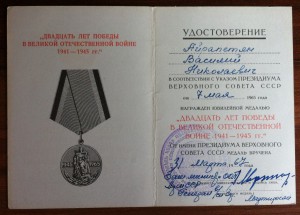 "ДВАДЦАТЬ ЛЕТ ПОБЕДЫ
В ВЕЛИКОЙ ОТЕЧЕСТВЕННОЙ ВОЙНЕ
1941—1945 гг."
УДОСТОВЕРЕНИЕ
Айрапетян
Василий
Николаевич
В СООТВЕТСТВИИ С УКАЗОМ ПРЕЗИДИУМА
ВЕРХОВНОГО СОВЕТА СССР
от 7 мая 1965 года
НАГРАЖДЕН ЮБИЛЕЙНОЙ МЕДАЛЬЮ
"ДВАДЦАТЬ ЛЕТ ПОБЕДЫ
В ВЕЛИКОЙ ОТЕЧЕСТВЕННОЙ
ВОЙНЕ 1941—1945 гг."
От имени ПРЕЗИДИУМА ВЕРХОВНОГО
СОВЕТА СССР МЕДАЛЬ ВРУЧЕНА
31 марта 67